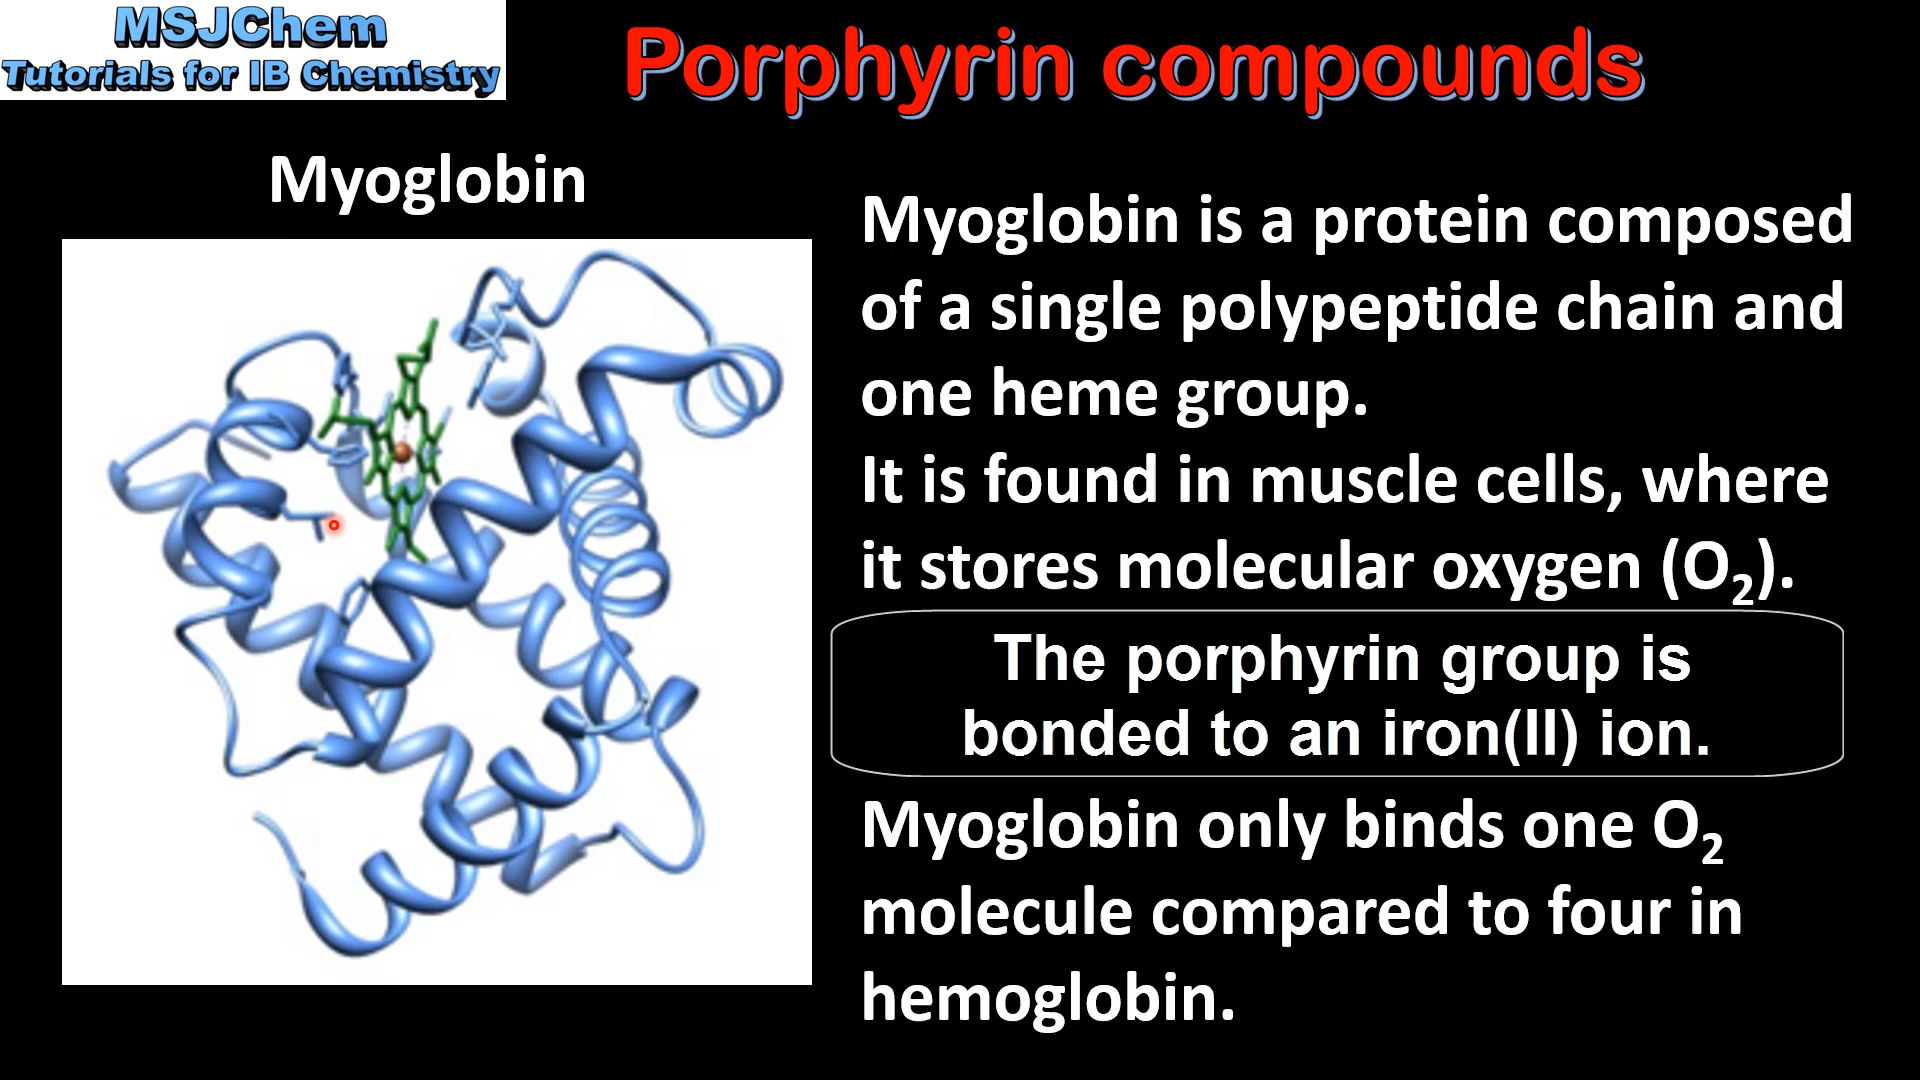 MSJChem
Tutorials for IB Chemistry
Porphyrin compounds
Myoglobin
Myoglobin is a protein composed
of a single polypeptide chain and
one heme group.
It is found in muscle cells, where
it stores molecular oxygen (O₂).
The porphyrin group is
bonded to an iron(II) ion.
Myoglobin only binds one O₂
molecule compared to four in
hemoglobin.